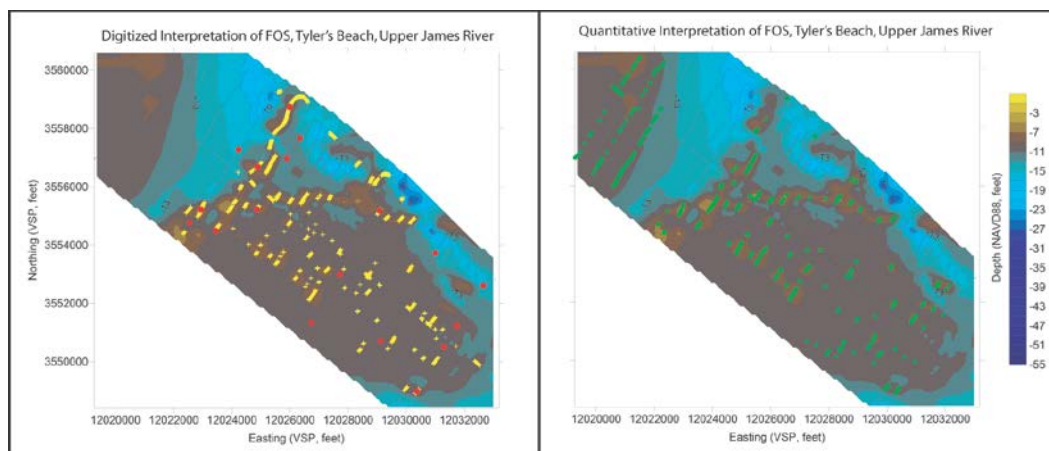 Digitized Interpretation of FOS, Tyler's Beach, Upper James River
3580000
3558000
3556000
3554000
3552000
3550000
Northing (VSP, feet)
12020000 12022000 12024000 12026000 12028000 12030000 12032000
Easting (VSP, feet)
Quantitative Interpretation of FOS, Tyler's Beach, Upper James River
12020000 12022000 12024000 12026000 12028000 12030000 12032000
Easting (VSP, feet)
-3
-7
-11
-15
-19
-23
-27
-31
-35
-39
-43
-47
-51
-55
Depth (NAVD88, feet)